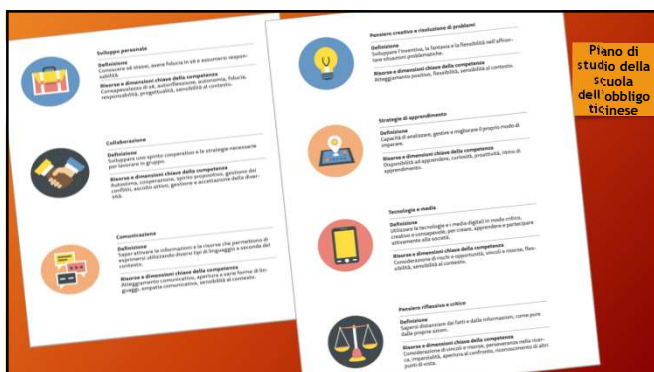 Sviluppo personale
Definizione
Conoscere sé stessi, avere fiducia in sé e assumersi respon-
sabilità.
Risorse e dimensioni chiave della competenza
Consapevolezza di sé, autoriflessione, autonomia, fiducia,
responsabilità, progettualità, sensibilità al contesto.
Collaborazione
Definizione
Sviluppare uno spirito cooperativo e le strategie necessarie
per lavorare in gruppo.
Risorse e dimensioni chiave della competenza
Autostima, cooperazione, spirito propositivo, gestione dei
conflitti, ascolto attivo, gestione e accettazione della diver-
sità.
Comunicazione
Definizione
Saper attivare le informazioni e le risorse che permettono di
esprimersi utilizzando diversi tipi di linguaggio a seconda del
contesto.
Risorse e dimensioni chiave della competenza
Atteggiamento comunicativo, apertura a varie forme di lin-
guaggi, empatia comunicativa, sensibilità al contesto.
Pensiero creativo e risoluzione di problemi
Definizione
Sviluppare l'inventiva, la fantasia e la flessibilità nell'affron-
tare situazioni problematiche.
Risorse e dimensioni chiave della competenza
Atteggiamento positivo, flessibilità, sensibilità al contesto.
Strategie di apprendimento
Definizione
Capacità di analizzare, gestire e migliorare il proprio modo di
imparare.
Risorse e dimensioni chiave della competenza
Disponibilità ad apprendere, curiosità, proattività, ritmo di
apprendimento.
Tecnologia e media
Definizione
Utilizzare le tecnologie e i media digitali in modo critico,
creativo e consapevole, per creare, apprendere e partecipare
attivamente alla società.
Risorse e dimensioni chiave della competenza
Considerazione di rischi e opportunità, vincoli e risorse, fles-
sibilità, sensibilità al contesto.
Pensiero riflessivo e critico
Definizione
Sapersi distanziare dai fatti e dalle informazioni, come pure
dalle proprie azioni.
Risorse e dimensioni chiave della competenza
Considerazione di vincoli e risorse, perseveranza nella ricer-
ca, imparzialità, apertura al confronto, riconoscimento di altri
punti di vista.
Piano di
studio della
scuola
dell'obbligo
ticinese